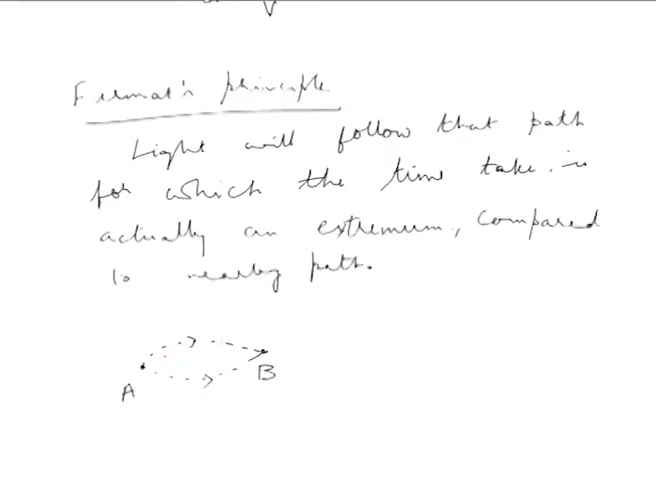 Fermat's principle
Light will follow that path
for which the time take is
actually an extremum, compared
to nearby path.
A
B